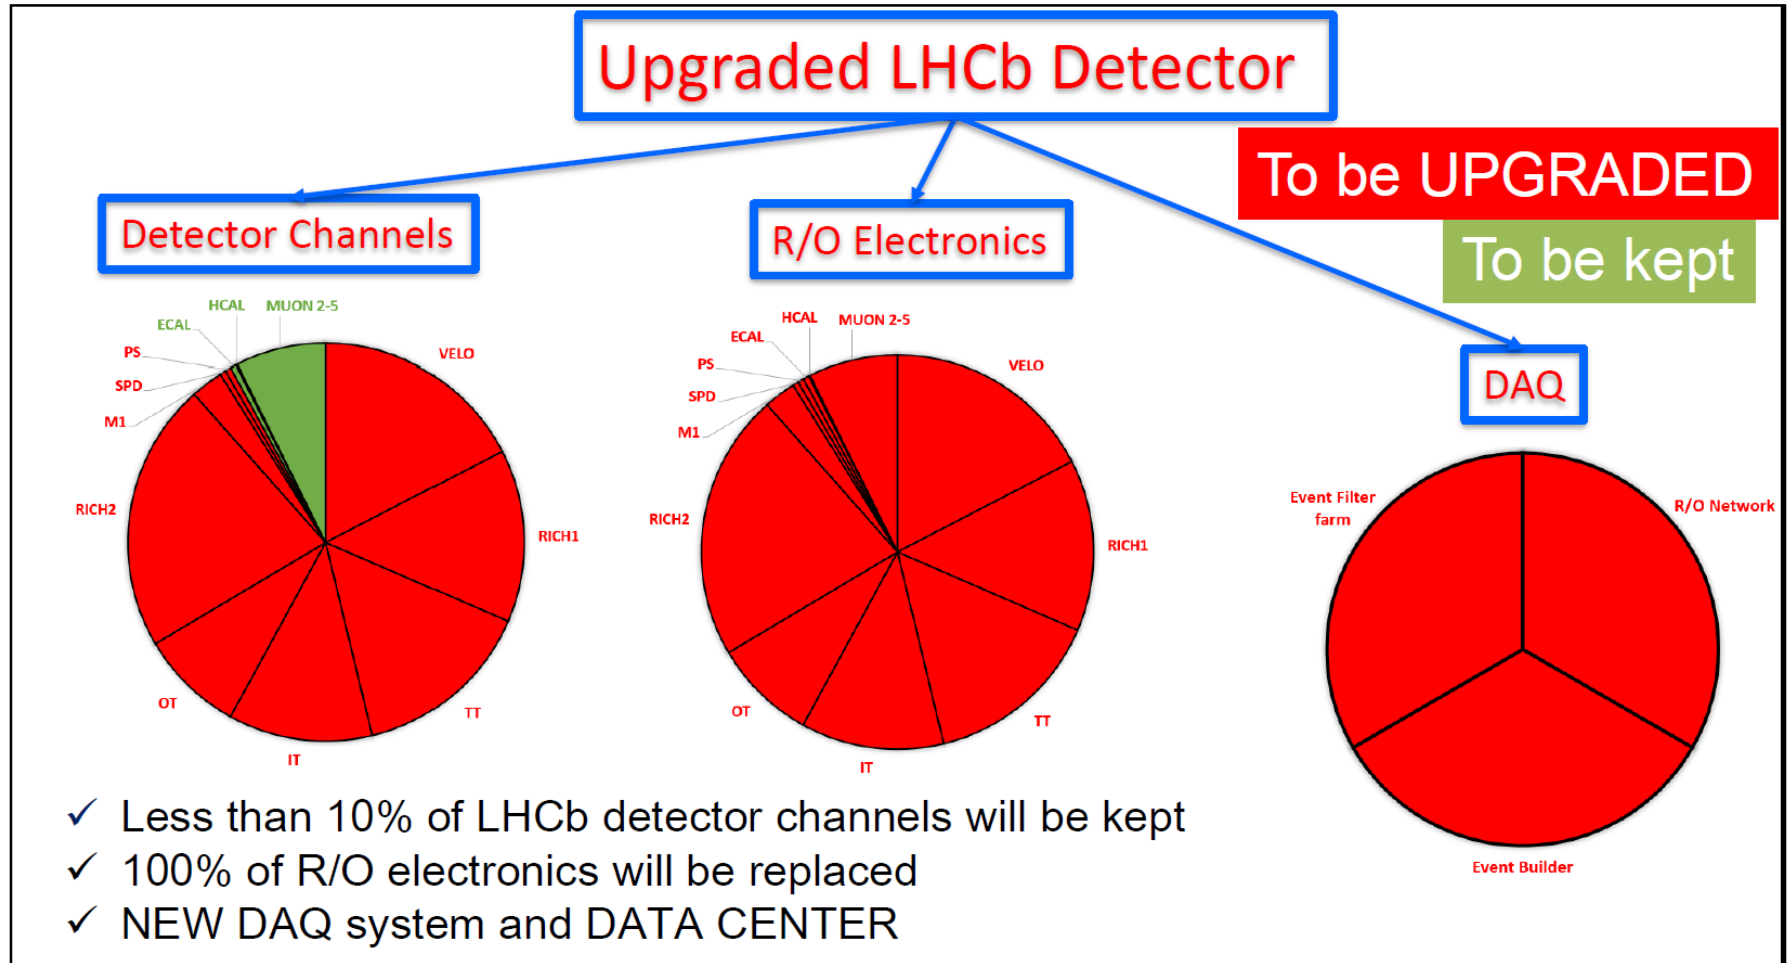 Upgraded LHCb Detector
To be UPGRADED
To be kept
Detector Channels
R/O Electronics
DAQ
HCAL
MUON 2-5
ECAL
PS
SPD
M1
VELO
RICH2
RICH1
OT
TT
IT
HCAL
MUON 2-5
ECAL
PS
SPD
M1
VELO
RICH2
RICH1
OT
TT
IT
Event Filter
farm
R/O Network
Event Builder
✓ Less than 10% of LHCb detector channels will be kept
✓ 100% of R/O electronics will be replaced
✓ NEW DAQ system and DATA CENTER